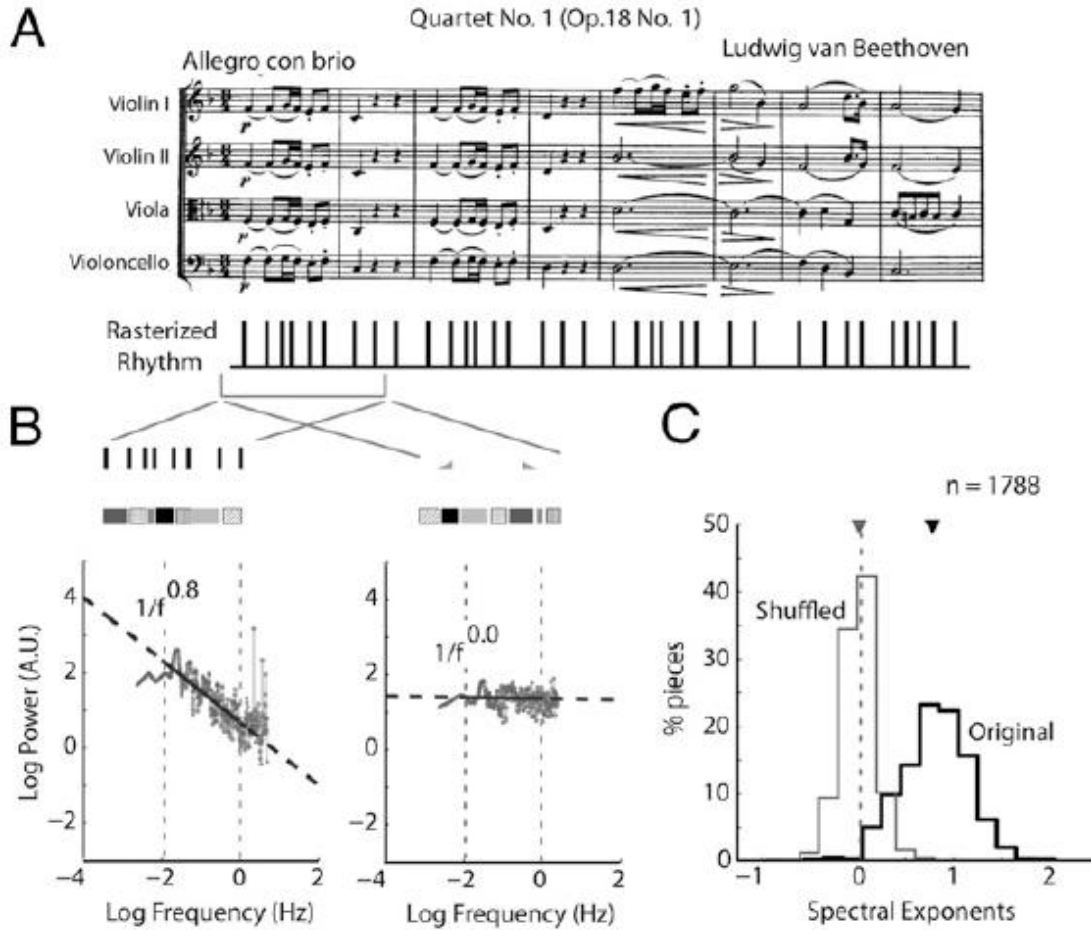 A
Quartet No. 1 (Op.18 No. 1)
Allegro con brio
Ludwig van Beethoven
Violin I
Violin II
Viola
Violoncello
p
p
p
p
Rasterized
Rhythm
B
C
n = 1788
1/f 0.8
1/f 0.0
Log Power (A.U.)
4
2
0
−2
−4
−2
0
2
Log Frequency (Hz)
4
2
0
−2
−4
−2
0
2
Log Frequency (Hz)
% pieces
50
40
30
20
10
0
Shuffled
Original
−1
0
1
2
Spectral Exponents